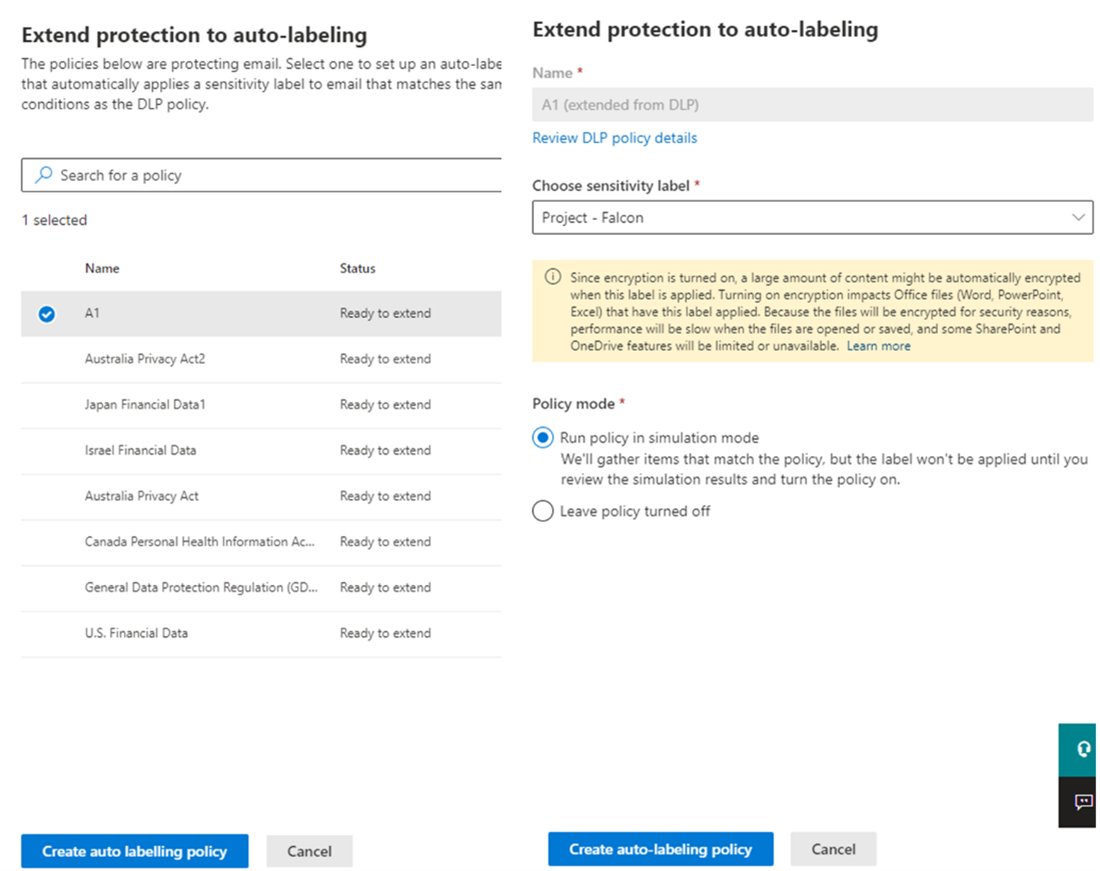 Extend protection to auto-labeling
The policies below are protecting email. Select one to set up an auto-labe
that automatically applies a sensitivity label to email that matches the sam
conditions as the DLP policy.
Search for a policy
1 selected
Name Status
A1 Ready to extend
Australia Privacy Act2 Ready to extend
Japan Financial Data1 Ready to extend
Israel Financial Data Ready to extend
Australia Privacy Act Ready to extend
Canada Personal Health Information Ac... Ready to extend
General Data Protection Regulation (GD... Ready to extend
U.S. Financial Data Ready to extend
Create auto labelling policy Cancel
Extend protection to auto-labeling
Name *
A1 (extended from DLP)
Review DLP policy details
Choose sensitivity label *
Project - Falcon
Since encryption is turned on, a large amount of content might be automatically encrypted
when this label is applied. Turning on encryption impacts Office files (Word, PowerPoint,
Excel) that have this label applied. Because the files will be encrypted for security reasons,
performance will be slow when the files are opened or saved, and some SharePoint and
OneDrive features will be limited or unavailable. Learn more
Policy mode *
Run policy in simulation mode
We'll gather items that match the policy, but the label won't be applied until you
review the simulation results and turn the policy on.
Leave policy turned off
Create auto-labeling policy Cancel